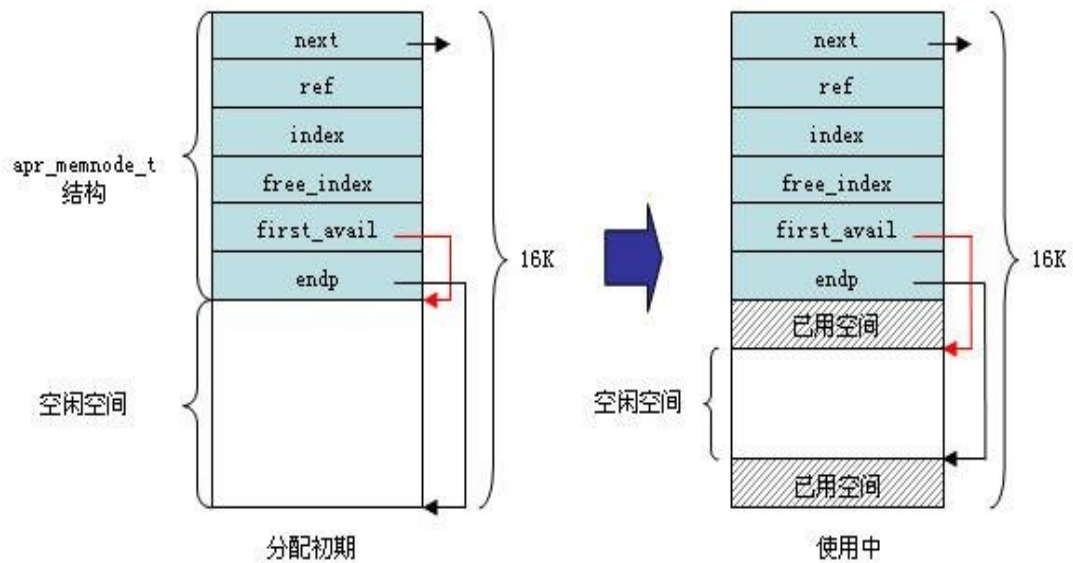 next
ref
index
free_index
first_avail
endp
apr_memnode_t
结构
16K
空闲空间
分配初期
next
ref
index
free_index
first_avail
endp
16K
已用空间
空闲空间
已用空间
使用中